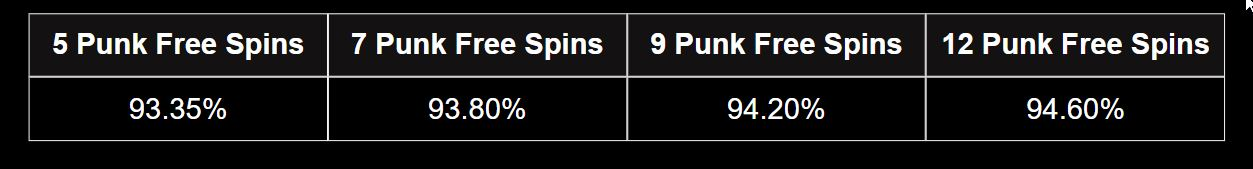 5 Punk Free Spins 7 Punk Free Spins 9 Punk Free Spins 12 Punk Free Spins
93.35% 93.80% 94.20% 94.60%